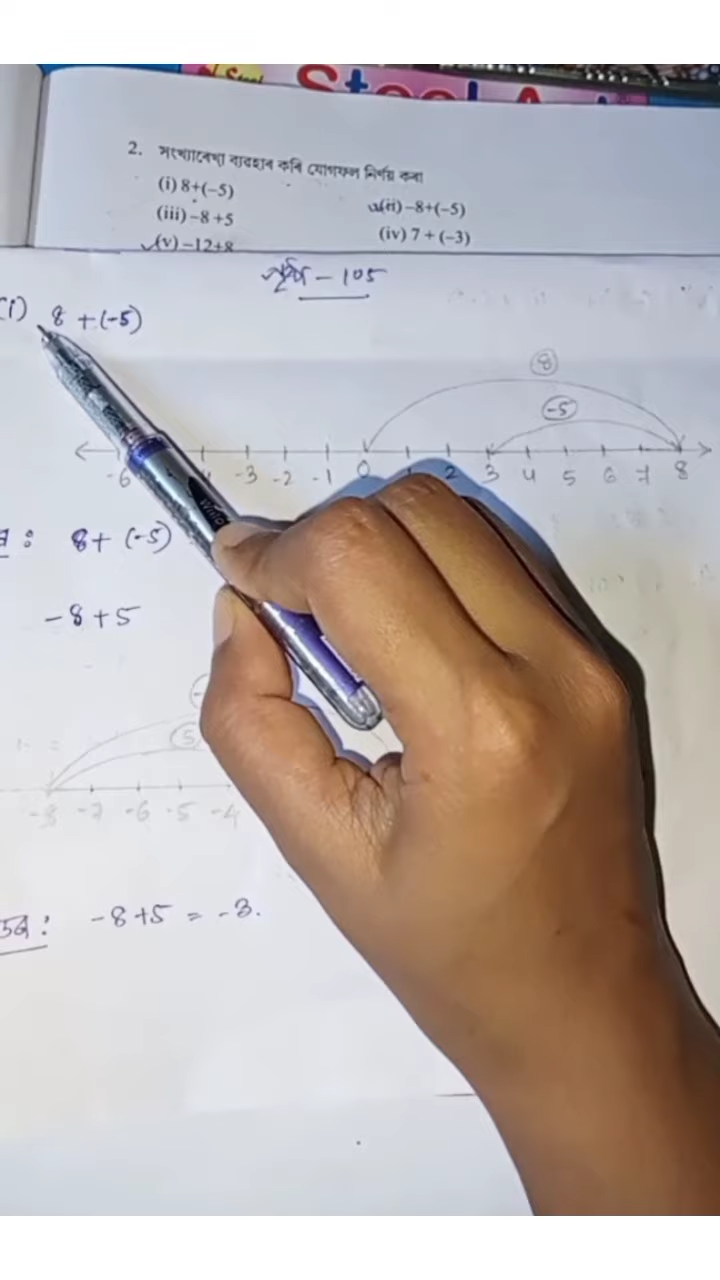 2. সংখ্যাৰেখা ব্যৱহাৰ কৰি যোগফল নিৰ্ণয় কৰা
(i) 8+(−5)
(ii) −8+(−5)
(iii) −8 +5
(iv) 7 + (−3)
(v) −12+8
পৃষ্ঠা – 105
(i) 8 + (-5)
8
-5
-6 -3 -2 -1 0 1 2 3 4 5 6 7 8
: 8 + (-5)
-8 + 5
5
-8 -7 -6 -5 -4
: -8 + 5 = -3.